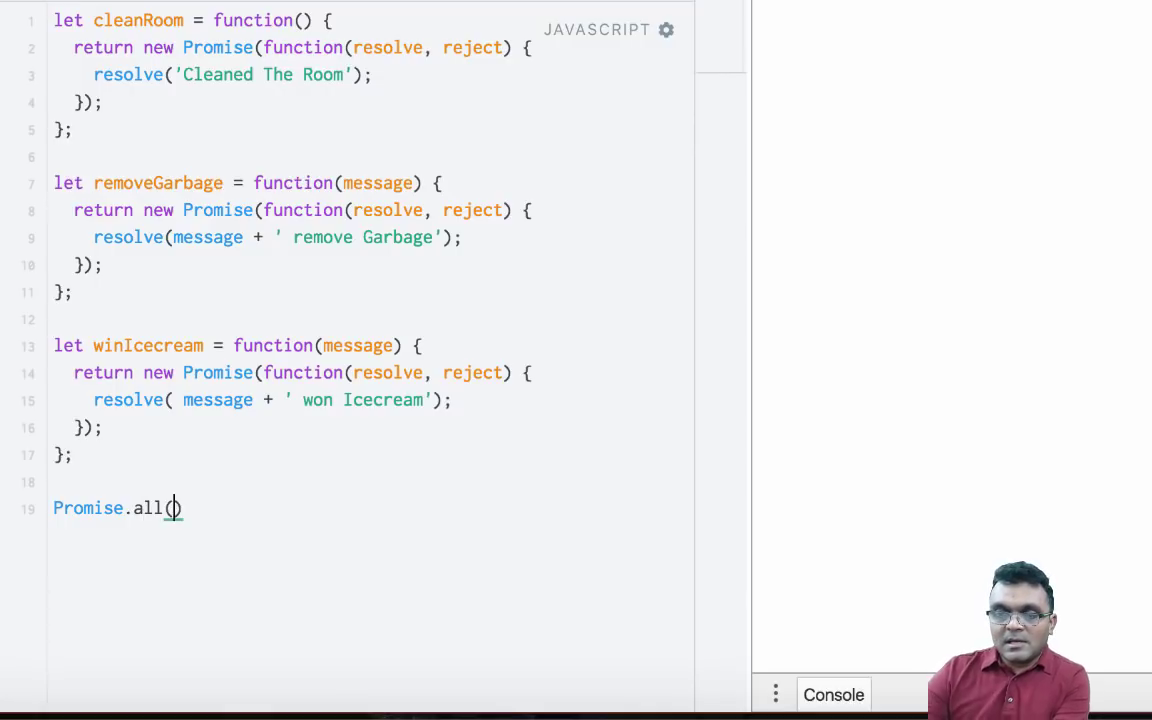 1 let cleanRoom = function() {
JAVASCRIPT
2 return new Promise(function(resolve, reject) {
3 resolve('Cleaned The Room');
4 });
5 };
6
7 let removeGarbage = function(message) {
8 return new Promise(function(resolve, reject) {
9 resolve(message + ' remove Garbage');
10 });
11 };
12
13 let winIcecream = function(message) {
14 return new Promise(function(resolve, reject) {
15 resolve( message + ' won Icecream');
16 });
17 };
18
19 Promise.all()
Console